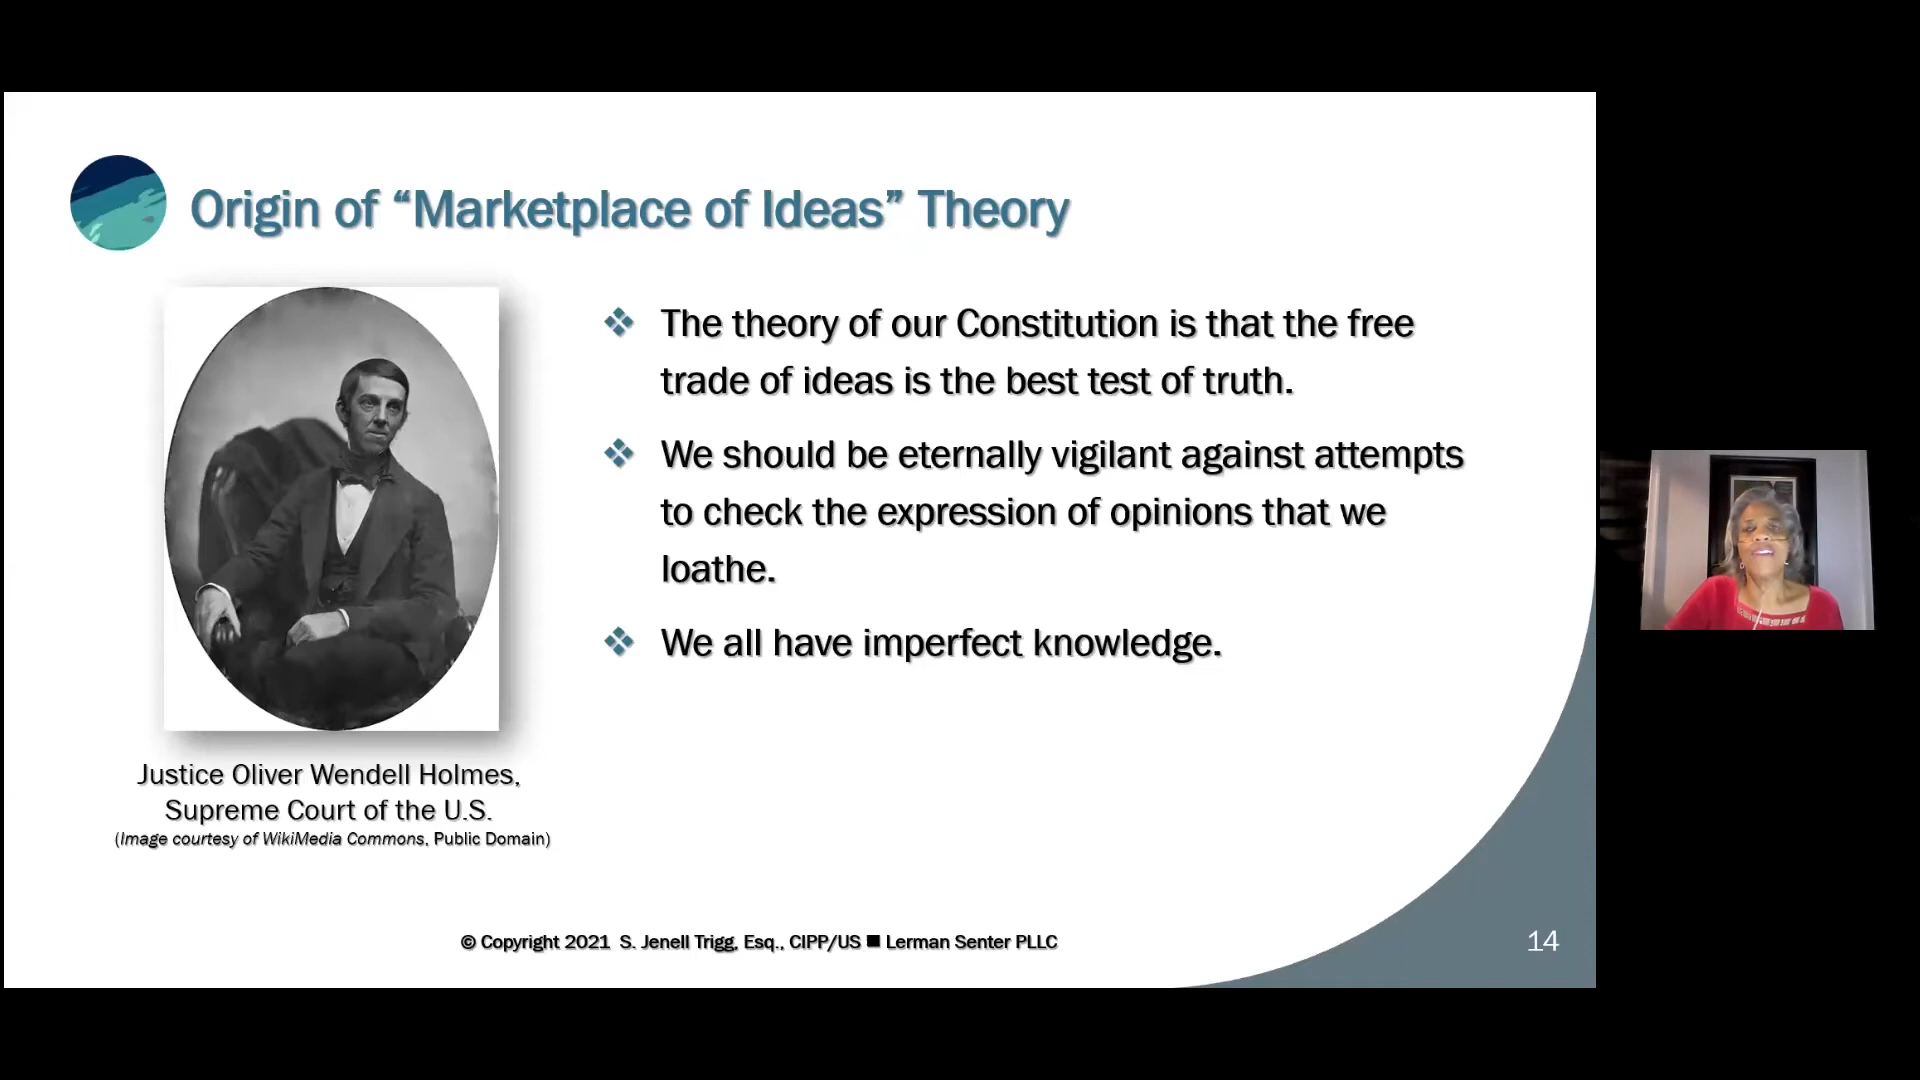 Origin of “Marketplace of Ideas” Theory
❖ The theory of our Constitution is that the free
trade of ideas is the best test of truth.
❖ We should be eternally vigilant against attempts
to check the expression of opinions that we
loathe.
❖ We all have imperfect knowledge.
Justice Oliver Wendell Holmes,
Supreme Court of the U.S.
(Image courtesy of WikiMedia Commons, Public Domain)
© Copyright 2021 S. Jenell Trigg, Esq., CIPP/US ■ Lerman Senter PLLC
14